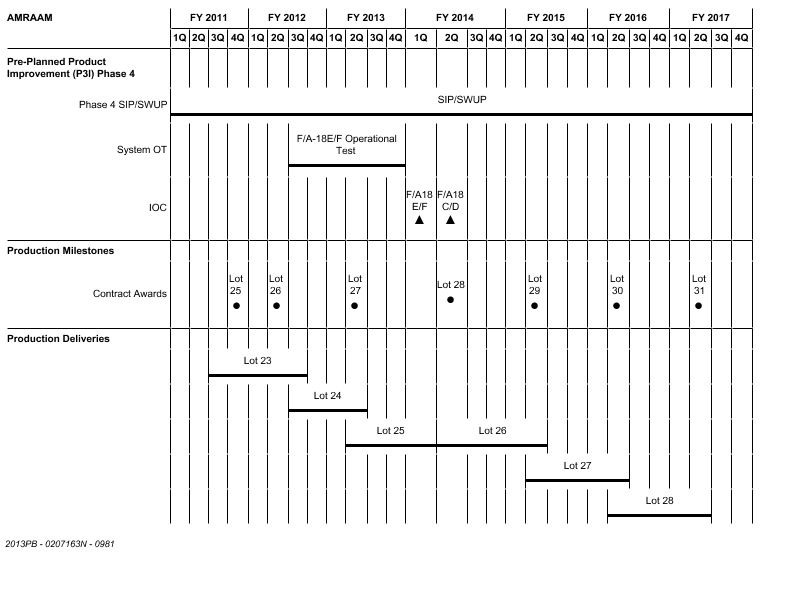 AMRAAM FY 2011 FY 2012 FY 2013 FY 2014 FY 2015 FY 2016 FY 2017
1Q 2Q 3Q 4Q 1Q 2Q 3Q 4Q 1Q 2Q 3Q 4Q 1Q 2Q 3Q 4Q 1Q 2Q 3Q 4Q 1Q 2Q 3Q 4Q 1Q 2Q 3Q 4Q
Pre-Planned Product
Improvement (P3I) Phase 4
Phase 4 SIP/SWUP
SIP/SWUP
System OT
F/A-18E/F Operational
Test
IOC
F/A18
E/F
F/A18
C/D
Production Milestones
Contract Awards
Lot
25
Lot
26
Lot
27
Lot 28
Lot
29
Lot
30
Lot
31
Production Deliveries
Lot 23
Lot 24
Lot 25
Lot 26
Lot 27
Lot 28
2013PB - 0207163N - 0981